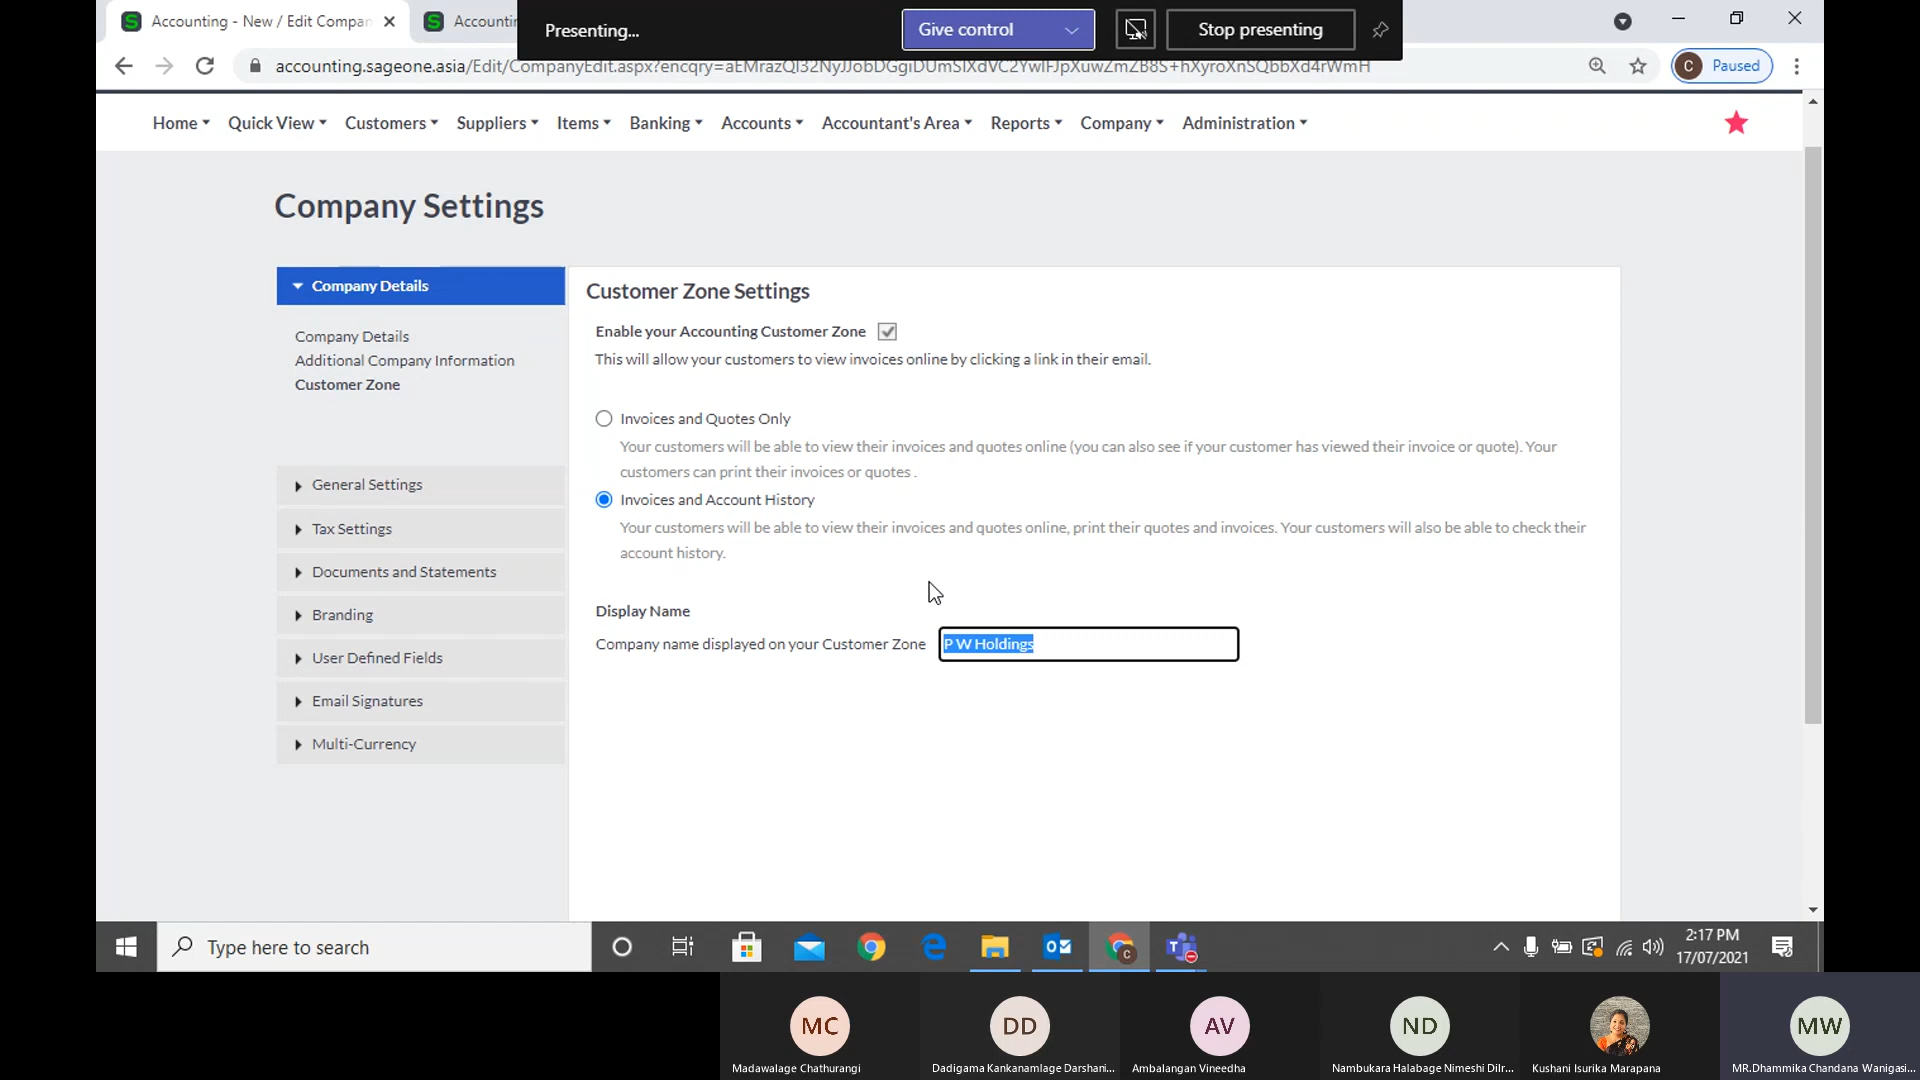 Accounting - New / Edit Compan
Accountin
Presenting...
Give control
Stop presenting
accounting.sageone.asia/Edit/CompanyEdit.aspx?encqry=
Paused
Home
Quick View
Customers
Suppliers
Items
Banking
Accounts
Accountant's Area
Reports
Company
Administration
Company Settings
Company Details
Company Details
Additional Company Information
Customer Zone
General Settings
Tax Settings
Documents and Statements
Branding
User Defined Fields
Email Signatures
Multi-Currency
Customer Zone Settings
Enable your Accounting Customer Zone
This will allow your customers to view invoices online by clicking a link in their email.
Invoices and Quotes Only
Your customers will be able to view their invoices and quotes online (you can also see if your customer has viewed their invoice or quote). Your
customers can print their invoices or quotes .
Invoices and Account History
Your customers will be able to view their invoices and quotes online, print their quotes and invoices. Your customers will also be able to check their
account history.
Display Name
Company name displayed on your Customer Zone
P W Holdings
Type here to search
2:17 PM
17/07/2021
MC
DD
AV
ND
MW
Madawalage Chathurangi
Dadigama Kankanamlage Darshani...
Ambalangan Vineedha
Nambukara Halabage Nimeshi Dilr...
Kushani Isurika Marapana
MR.Dhammika Chandana Wanigasi...